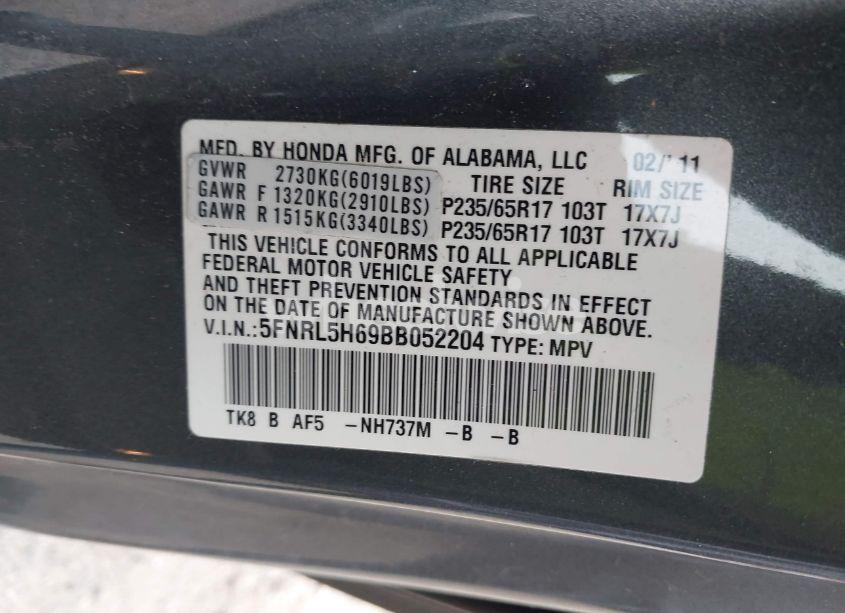 MFD. BY HONDA MFG. OF ALABAMA, LLC 02/'11
GVWR 2730KG(6019LBS) TIRE SIZE RIM SIZE
GAWR F 1320KG(2910LBS) P235/65R17 103T 17X7J
GAWR R 1515KG(3340LBS) P235/65R17 103T 17X7J
THIS VEHICLE CONFORMS TO ALL APPLICABLE
FEDERAL MOTOR VEHICLE SAFETY
AND THEFT PREVENTION STANDARDS IN EFFECT
ON THE DATE OF MANUFACTURE SHOWN ABOVE.
V.I.N.:5FNRL5H69BB052204 TYPE: MPV
TK8 B AF5 -NH737M -B -B